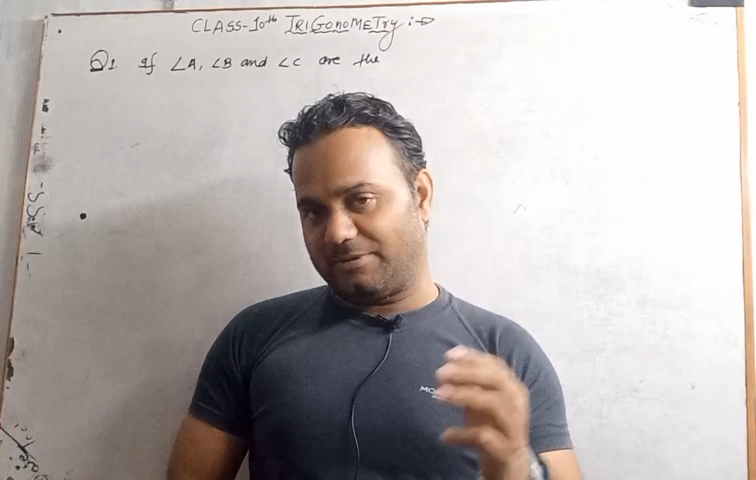 CLASS-10th TRIGonoMETry :-
Q1. If ∠A, ∠B and ∠C are the